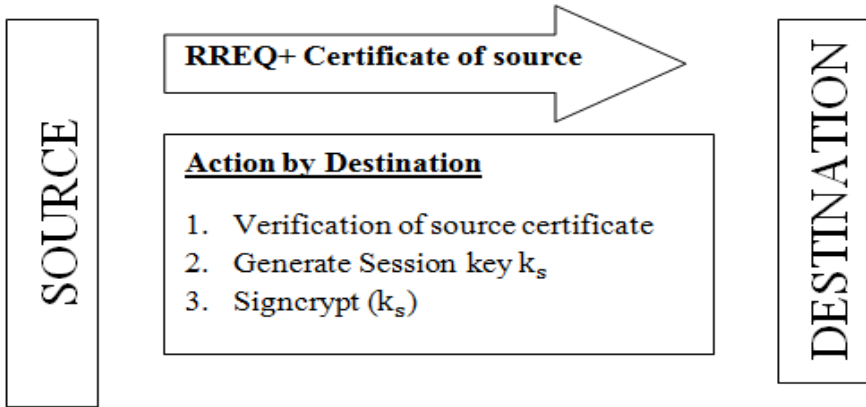 SOURCE
RREQ+ Certificate of source
Action by Destination
1. Verification of source certificate
2. Generate Session key kₛ
3. Signcrypt (kₛ)
DESTINATION